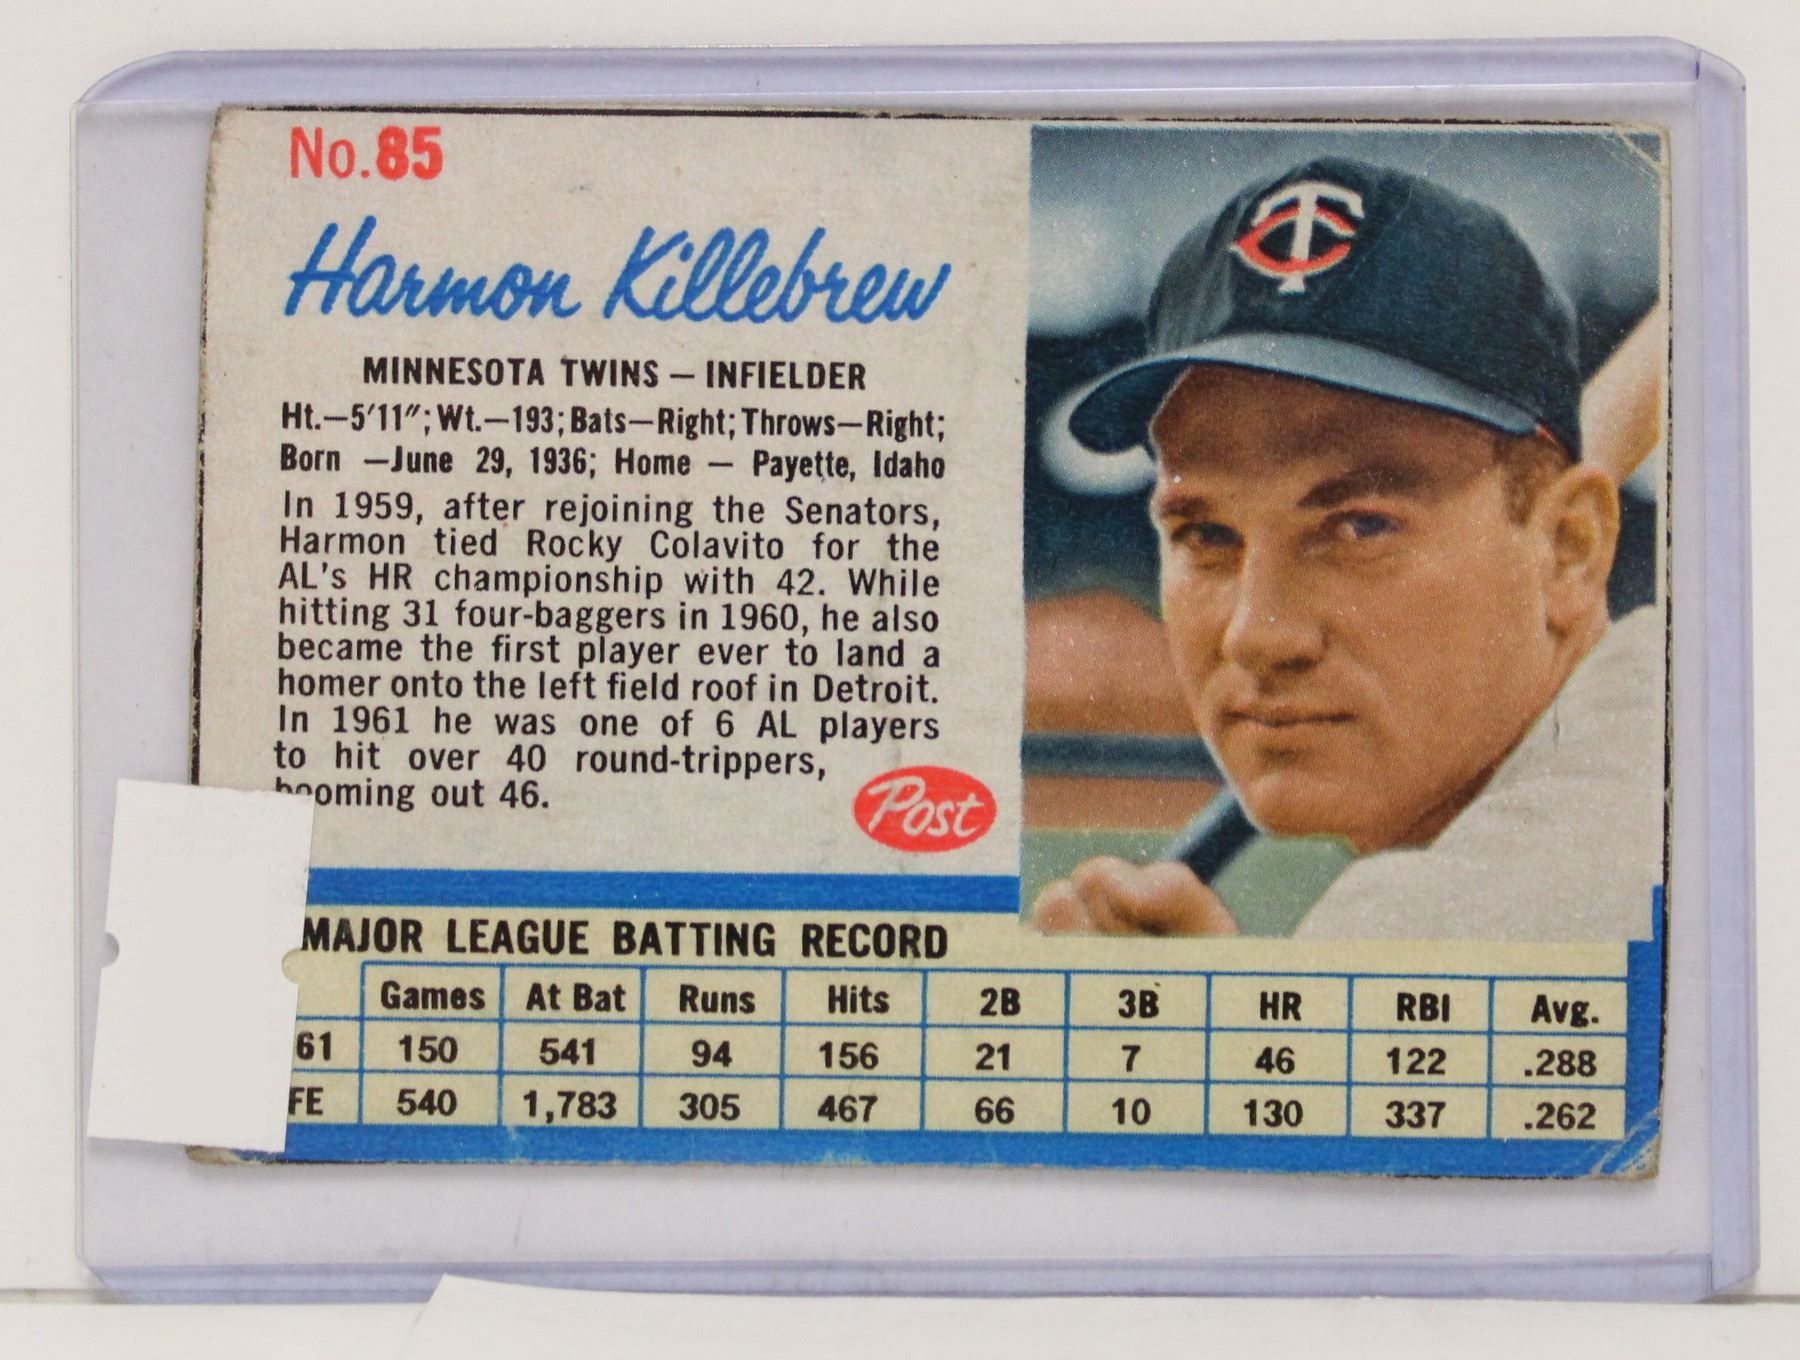 No.85
Harmon Killebrew
MINNESOTA TWINS – INFIELDER
Ht.–5'11"; Wt.–193; Bats–Right; Throws–Right;
Born –June 29, 1936; Home – Payette, Idaho
In 1959, after rejoining the Senators,
Harmon tied Rocky Colavito for the
AL's HR championship with 42. While
hitting 31 four-baggers in 1960, he also
became the first player ever to land a
homer onto the left field roof in Detroit.
In 1961 he was one of 6 AL players
to hit over 40 round-trippers,
booming out 46.
Post
MAJOR LEAGUE BATTING RECORD
Games At Bat Runs Hits 2B 3B HR RBI Avg.
61 150 541 94 156 21 7 46 122 .288
FE 540 1,783 305 467 66 10 130 337 .262
TC